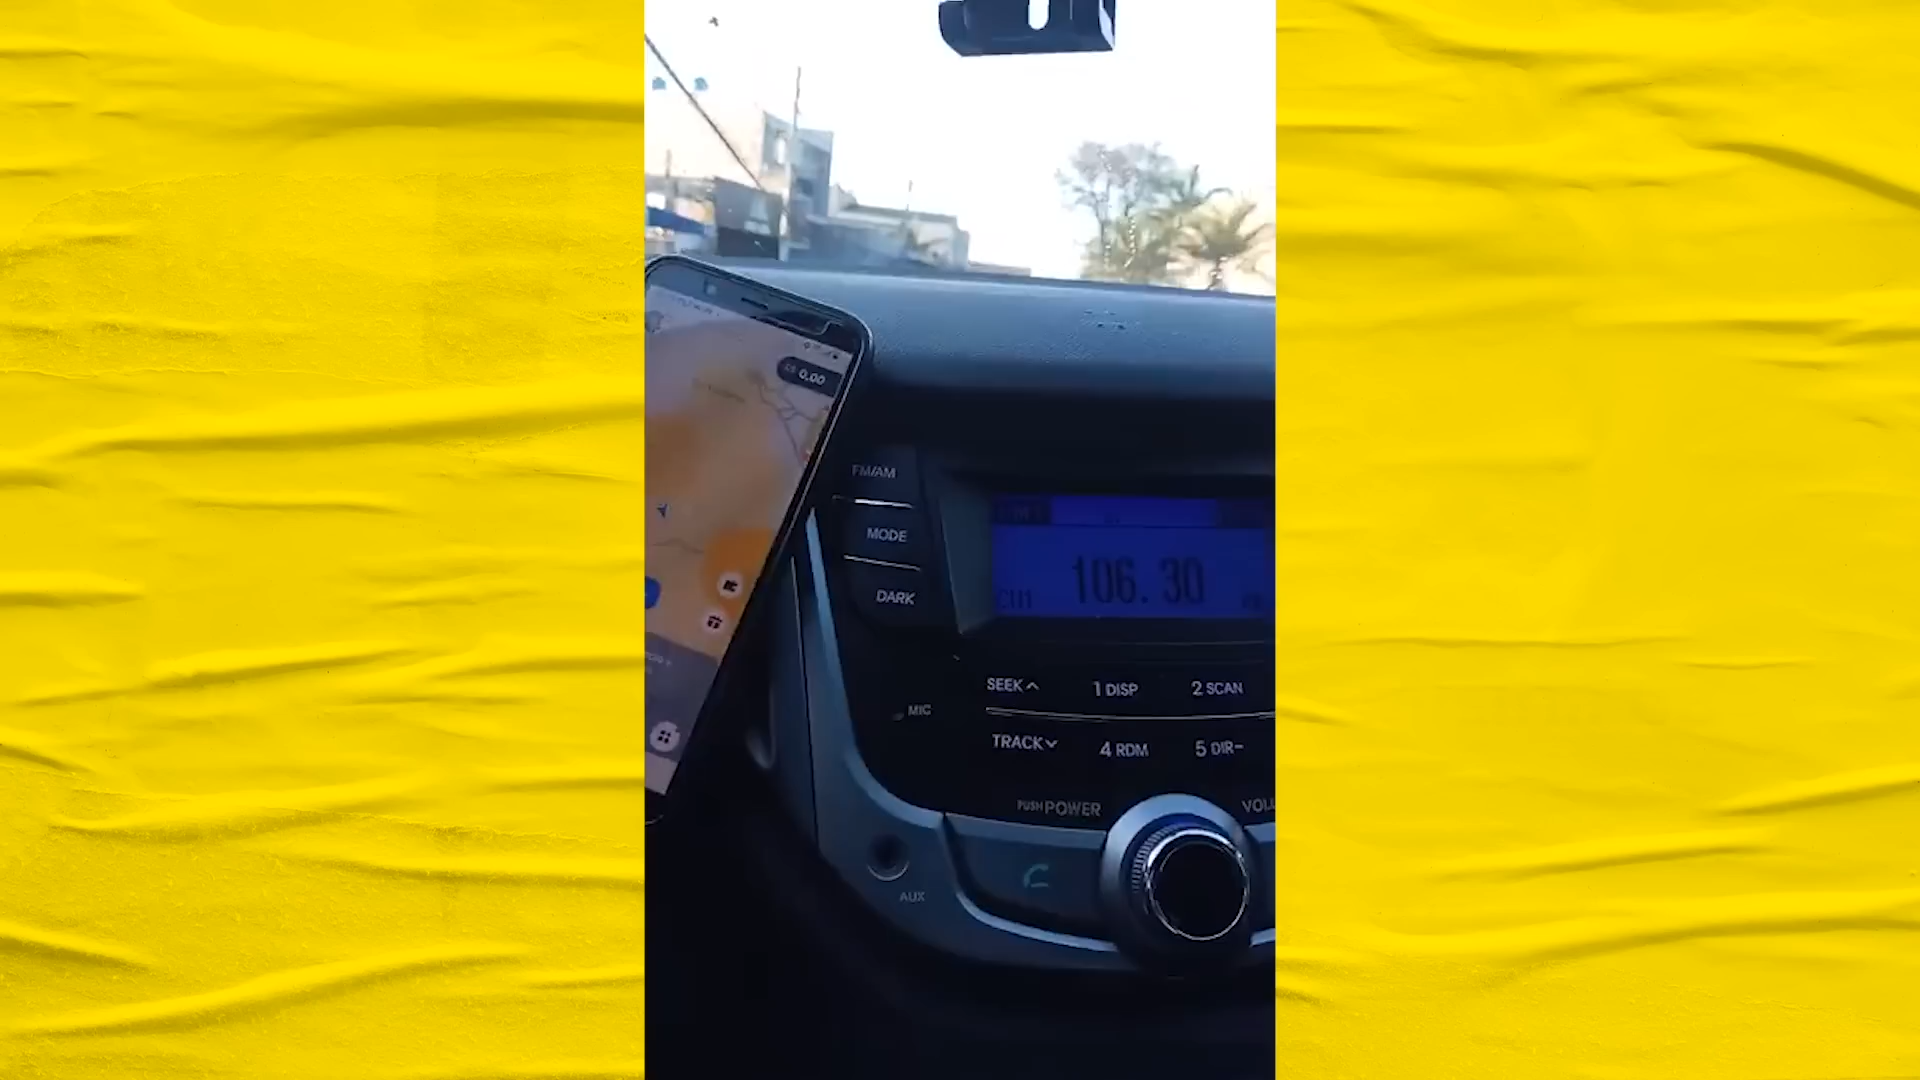 0,00
FM/AM
MODE
DARK
106.30
SEEK 1 DISP 2 SCAN
MIC
TRACK 4 RDM 5 DIR-
PUSH POWER
AUX